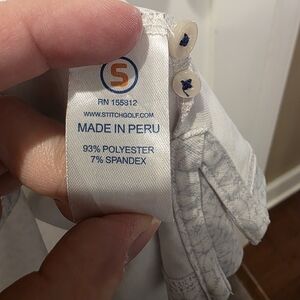 S
RN 155312
WWW.STITCHGOLF.COM
MADE IN PERU
93% POLYESTER
7% SPANDEX